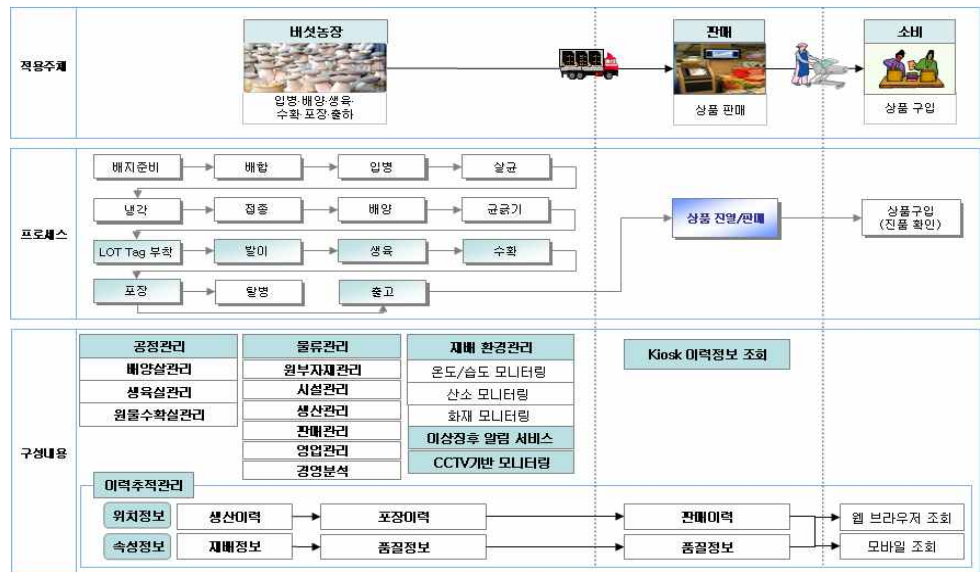 적용주체
버섯농장
입병·배양·생육·
수확·포장·출하
판매
상품 판매
소비
상품 구입
프로세스
배지준비
배합
입병
살균
냉각
접종
배양
균긁기
LOT Tag 부착
발이
생육
수확
포장
탈병
출고
상품 진열/판매
상품구입
(진품 확인)
구성내용
공정관리
배양실관리
생육실관리
원물수확실관리
물류관리
원부자재관리
시설관리
생산관리
판매관리
영업관리
경영분석
재배 환경관리
온도/습도 모니터링
산소 모니터링
화재 모니터링
이상징후 알림 서비스
CCTV기반 모니터링
Kiosk 이력정보 조회
이력추적관리
위치정보
생산이력
포장이력
판매이력
웹 브라우저 조회
속성정보
재배정보
품질정보
품질정보
모바일 조회